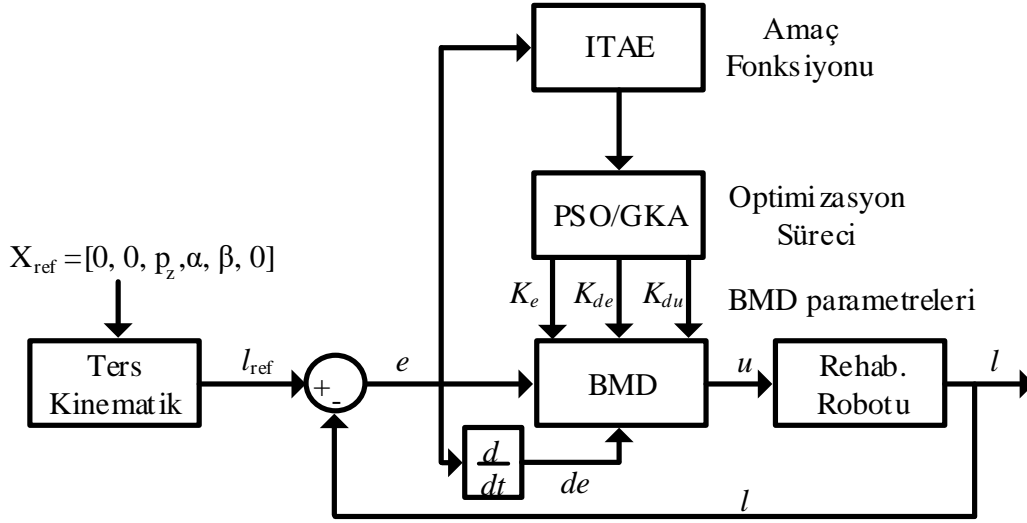 ITAE
Amaç
Fonksiyonu
PSO/GKA
Optimizasyon
Süreci
X_ref =[0, 0, p_z,α, β, 0]
K_e
K_de
K_du
BMD parametreleri
Ters
Kinematik
l_ref
+
-
e
BMD
u
Rehab.
Robotu
l
d
dt
de
l